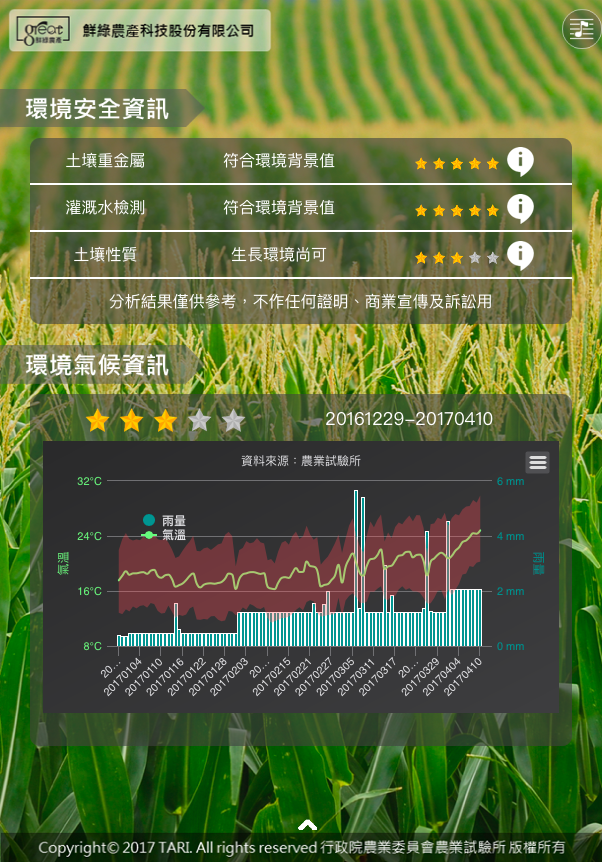 great
鮮綠農產
鮮綠農產科技股份有限公司
環境安全資訊
土壤重金屬 符合環境背景值
灌溉水檢測 符合環境背景值
土壤性質 生長環境尚可
分析結果僅供參考，不作任何證明、商業宣傳及訴訟用
環境氣候資訊
20161229-20170410
資料來源：農業試驗所
32°C 6 mm
雨量
氣溫
24°C 4 mm
氣溫 雨量
16°C 2 mm
8°C 0 mm
20… 20170104 20170110 20170116 20170122 20170128 20170203 20… 20170215 20170221 20170227 20170305 20170311 20170317 20… 20170329 20170404 20170410
Copyright© 2017 TARI. All rights reserved 行政院農業委員會農業試驗所 版權所有